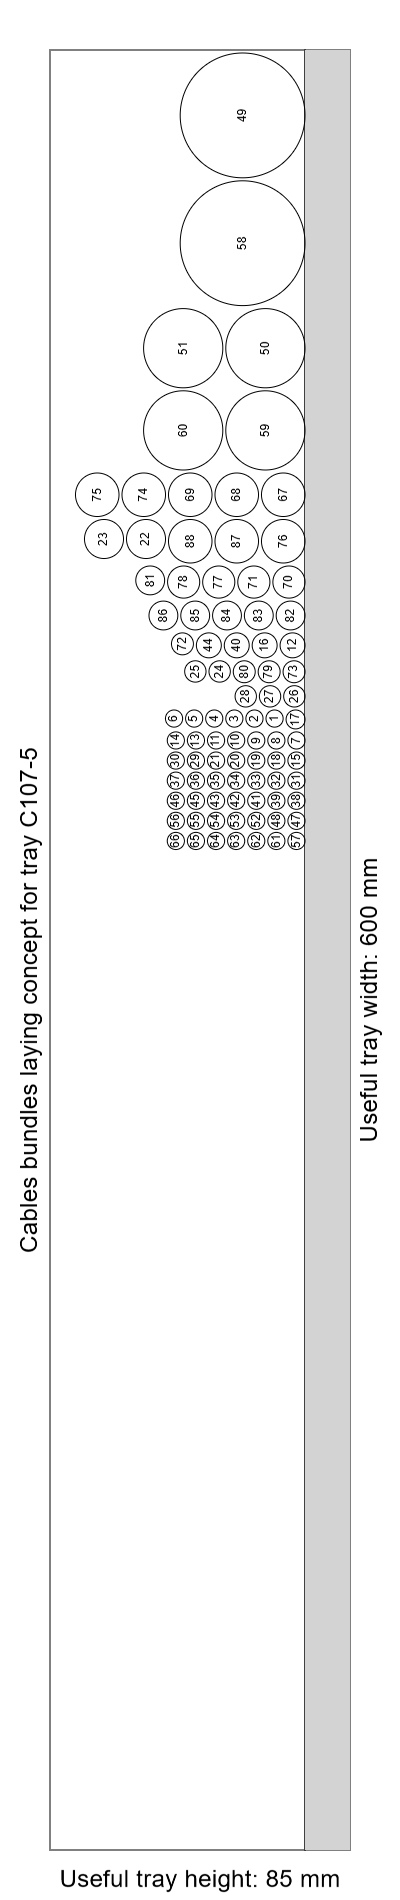 Cables bundles laying concept for tray C107-5
49
58
51 50
60 59
75 74 69 68 67
23 22 88 87 76
81 78 77 71 70
86 85 84 83 82
72 44 40 16 12
25 24 80 79 73
28 27 26
6 5 4 3 2 1 17
14 13 11 10 9 8 7
30 29 21 20 19 18 15
37 36 35 34 33 32 31
46 45 43 42 41 39 38
56 55 54 53 52 48 47
66 65 64 63 62 61 57
Useful tray width: 600 mm
Useful tray height: 85 mm